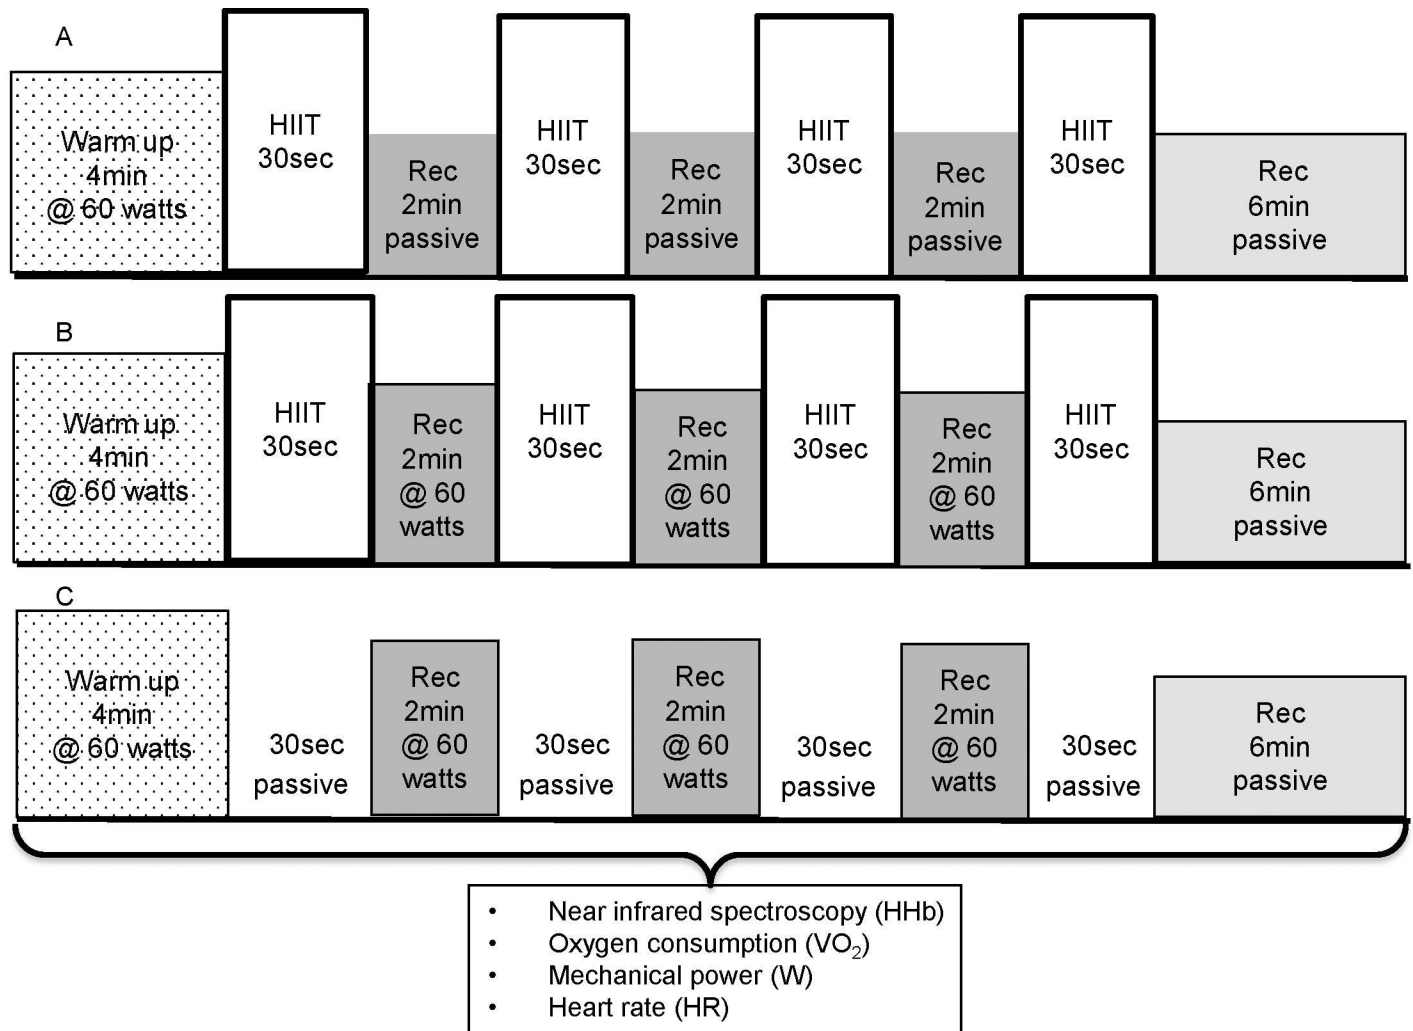 A
Warm up
4min
@ 60 watts
HIIT
30sec
Rec
2min
passive
HIIT
30sec
Rec
2min
passive
HIIT
30sec
Rec
2min
passive
HIIT
30sec
Rec
6min
passive
B
Warm up
4min
@ 60 watts
HIIT
30sec
Rec
2min
@ 60
watts
HIIT
30sec
Rec
2min
@ 60
watts
HIIT
30sec
Rec
2min
@ 60
watts
HIIT
30sec
Rec
6min
passive
C
Warm up
4min
@ 60 watts
30sec
passive
Rec
2min
@ 60
watts
30sec
passive
Rec
2min
@ 60
watts
30sec
passive
Rec
2min
@ 60
watts
30sec
passive
Rec
6min
passive
• Near infrared spectroscopy (HHb)
• Oxygen consumption (VO₂)
• Mechanical power (W)
• Heart rate (HR)